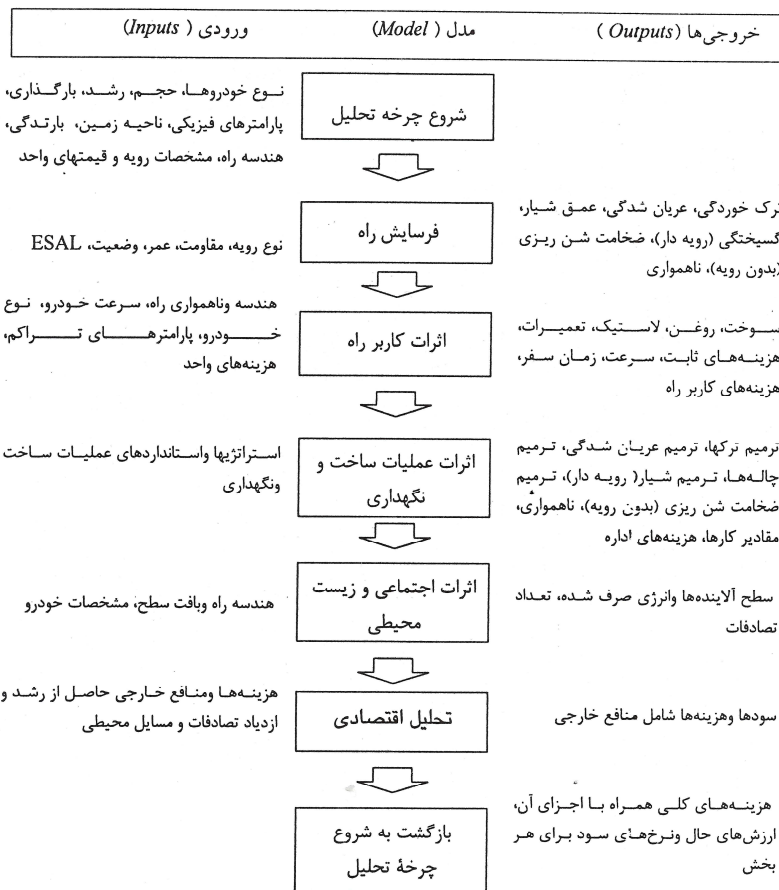 خروجی‌ها (Outputs) مدل (Model) ورودی (Inputs)
نوع خودروها، حجم، رشد، بارگذاری،
پارامترهای فیزیکی، ناحیه زمین، بارتدگی،
هندسه راه، مشخصات رویه و قیمتهای واحد
شروع چرخه تحلیل
ترک خوردگی، عریان شدگی، عمق شیار،
گسیختگی (رویه دار)، ضخامت شن ریزی
(بدون رویه)، ناهمواری
فرسایش راه
نوع رویه، مقاومت، عمر، وضعیت، ESAL
سوخت، روغن، لاستیک، تعمیرات،
هزینه‌های ثابت، سرعت، زمان سفر،
هزینه‌های کاربر راه
اثرات کاربر راه
هندسه وناهمواری راه، سرعت خودرو، نوع
خودرو، پارامترهای تراکم،
هزینه‌های واحد
ترمیم ترکها، ترمیم عریان شدگی، ترمیم
چاله‌ها، ترمیم شیار( رویه دار)، ترمیم
ضخامت شن ریزی (بدون رویه)، ناهمواری،
مقادیر کارها، هزینه‌های اداره
اثرات عملیات ساخت و
نگهداری
استراتژیها واستانداردهای عملیات ساخت
ونگهداری
سطح آلاینده‌ها وانرژی صرف شده، تعداد
تصادفات
اثرات اجتماعی و زیست
محیطی
هندسه راه وبافت سطح، مشخصات خودرو
سودها وهزینه‌ها شامل منافع خارجی
تحلیل اقتصادی
هزینه‌ها ومنافع خارجی حاصل از رشد و
ازدیاد تصادفات و مسایل محیطی
هزینه‌های کلی همراه با اجزای آن،
ارزش‌های حال ونرخ‌های سود برای هر
بخش
بازگشت به شروع
چرخهٔ تحلیل